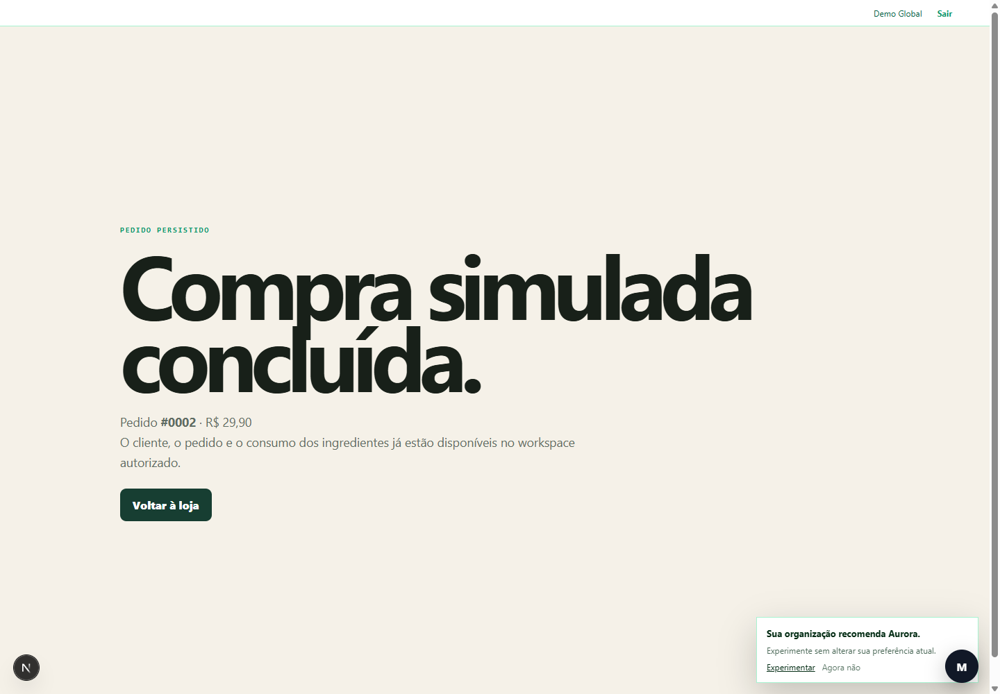 Demo Global Sair
PEDIDO PERSISTIDO
Compra simulada
concluída.
Pedido #0002 · R$ 29,90
O cliente, o pedido e o consumo dos ingredientes já estão disponíveis no workspace
autorizado.
Voltar à loja
Sua organização recomenda Aurora.
Experimente sem alterar sua preferência atual.
Experimentar Agora não
M
N